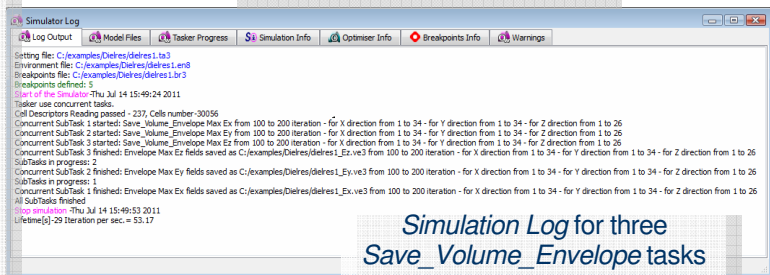 Simulator Log
Log Output Model Files Tasker Progress Simulation Info Optimiser Info Breakpoints Info Warnings
Setting file: C:/examples/Dielres/dielres1.ta3
Environment file: C:/examples/Dielres/dielres1.en8
Breakpoints file: C:/examples/Dielres/dielres1.br3
Breakpoints defined: 5
Start of the Simulator-Thu Jul 14 15:49:24 2011
Tasker use concurrent tasks.
Cell Descriptors Reading passed - 237, Cells number-30056
Concurrent SubTask 1 started: Save_Volume_Envelope Max Ex from 100 to 200 iteration - for X direction from 1 to 34 - for Y direction from 1 to 34 - for Z direction from 1 to 26
Concurrent SubTask 2 started: Save_Volume_Envelope Max Ey from 100 to 200 iteration - for X direction from 1 to 34 - for Y direction from 1 to 34 - for Z direction from 1 to 26
Concurrent SubTask 3 started: Save_Volume_Envelope Max Ez from 100 to 200 iteration - for X direction from 1 to 34 - for Y direction from 1 to 34 - for Z direction from 1 to 26
Concurrent SubTask 3 finished: Envelope Max Ez fields saved as C:/examples/Dielres/dielres1_Ez.ve3 from 100 to 200 iteration - for X direction from 1 to 34 - for Y direction from 1 to 34 - for Z direction from 1 to 26
SubTasks in progress: 2
Concurrent SubTask 2 finished: Envelope Max Ey fields saved as C:/examples/Dielres/dielres1_Ey.ve3 from 100 to 200 iteration - for X direction from 1 to 34 - for Y direction from 1 to 34 - for Z direction from 1 to 26
SubTasks in progress: 1
Concurrent SubTask 1 finished: Envelope Max Ex fields saved as C:/examples/Dielres/dielres1_Ex.ve3 from 100 to 200 iteration - for X direction from 1 to 34 - for Y direction from 1 to 34 - for Z direction from 1 to 26
All SubTasks finished
Stop simulation -Thu Jul 14 15:49:53 2011
Lifetime[s]-29 Iteration per sec.= 53.17
Simulation Log for three
Save_Volume_Envelope tasks